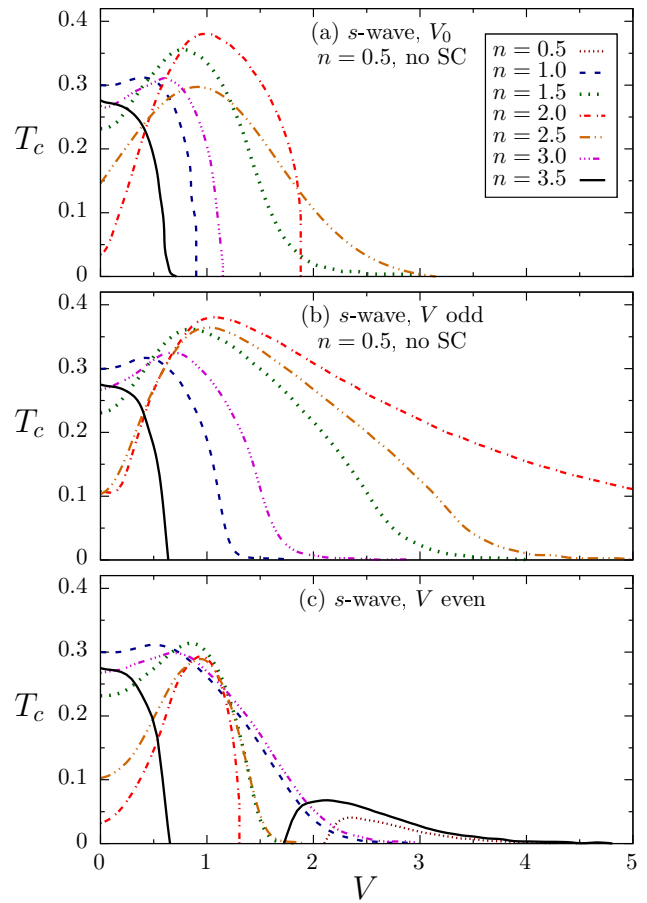 (a) s-wave, V₀
n = 0.5, no SC
n = 0.5
n = 1.0
n = 1.5
n = 2.0
n = 2.5
n = 3.0
n = 3.5
T_c
0.4
0.3
0.2
0.1
0
(b) s-wave, V odd
n = 0.5, no SC
T_c
0.4
0.3
0.2
0.1
0
(c) s-wave, V even
T_c
0.4
0.3
0.2
0.1
0
0 1 2 3 4 5
V